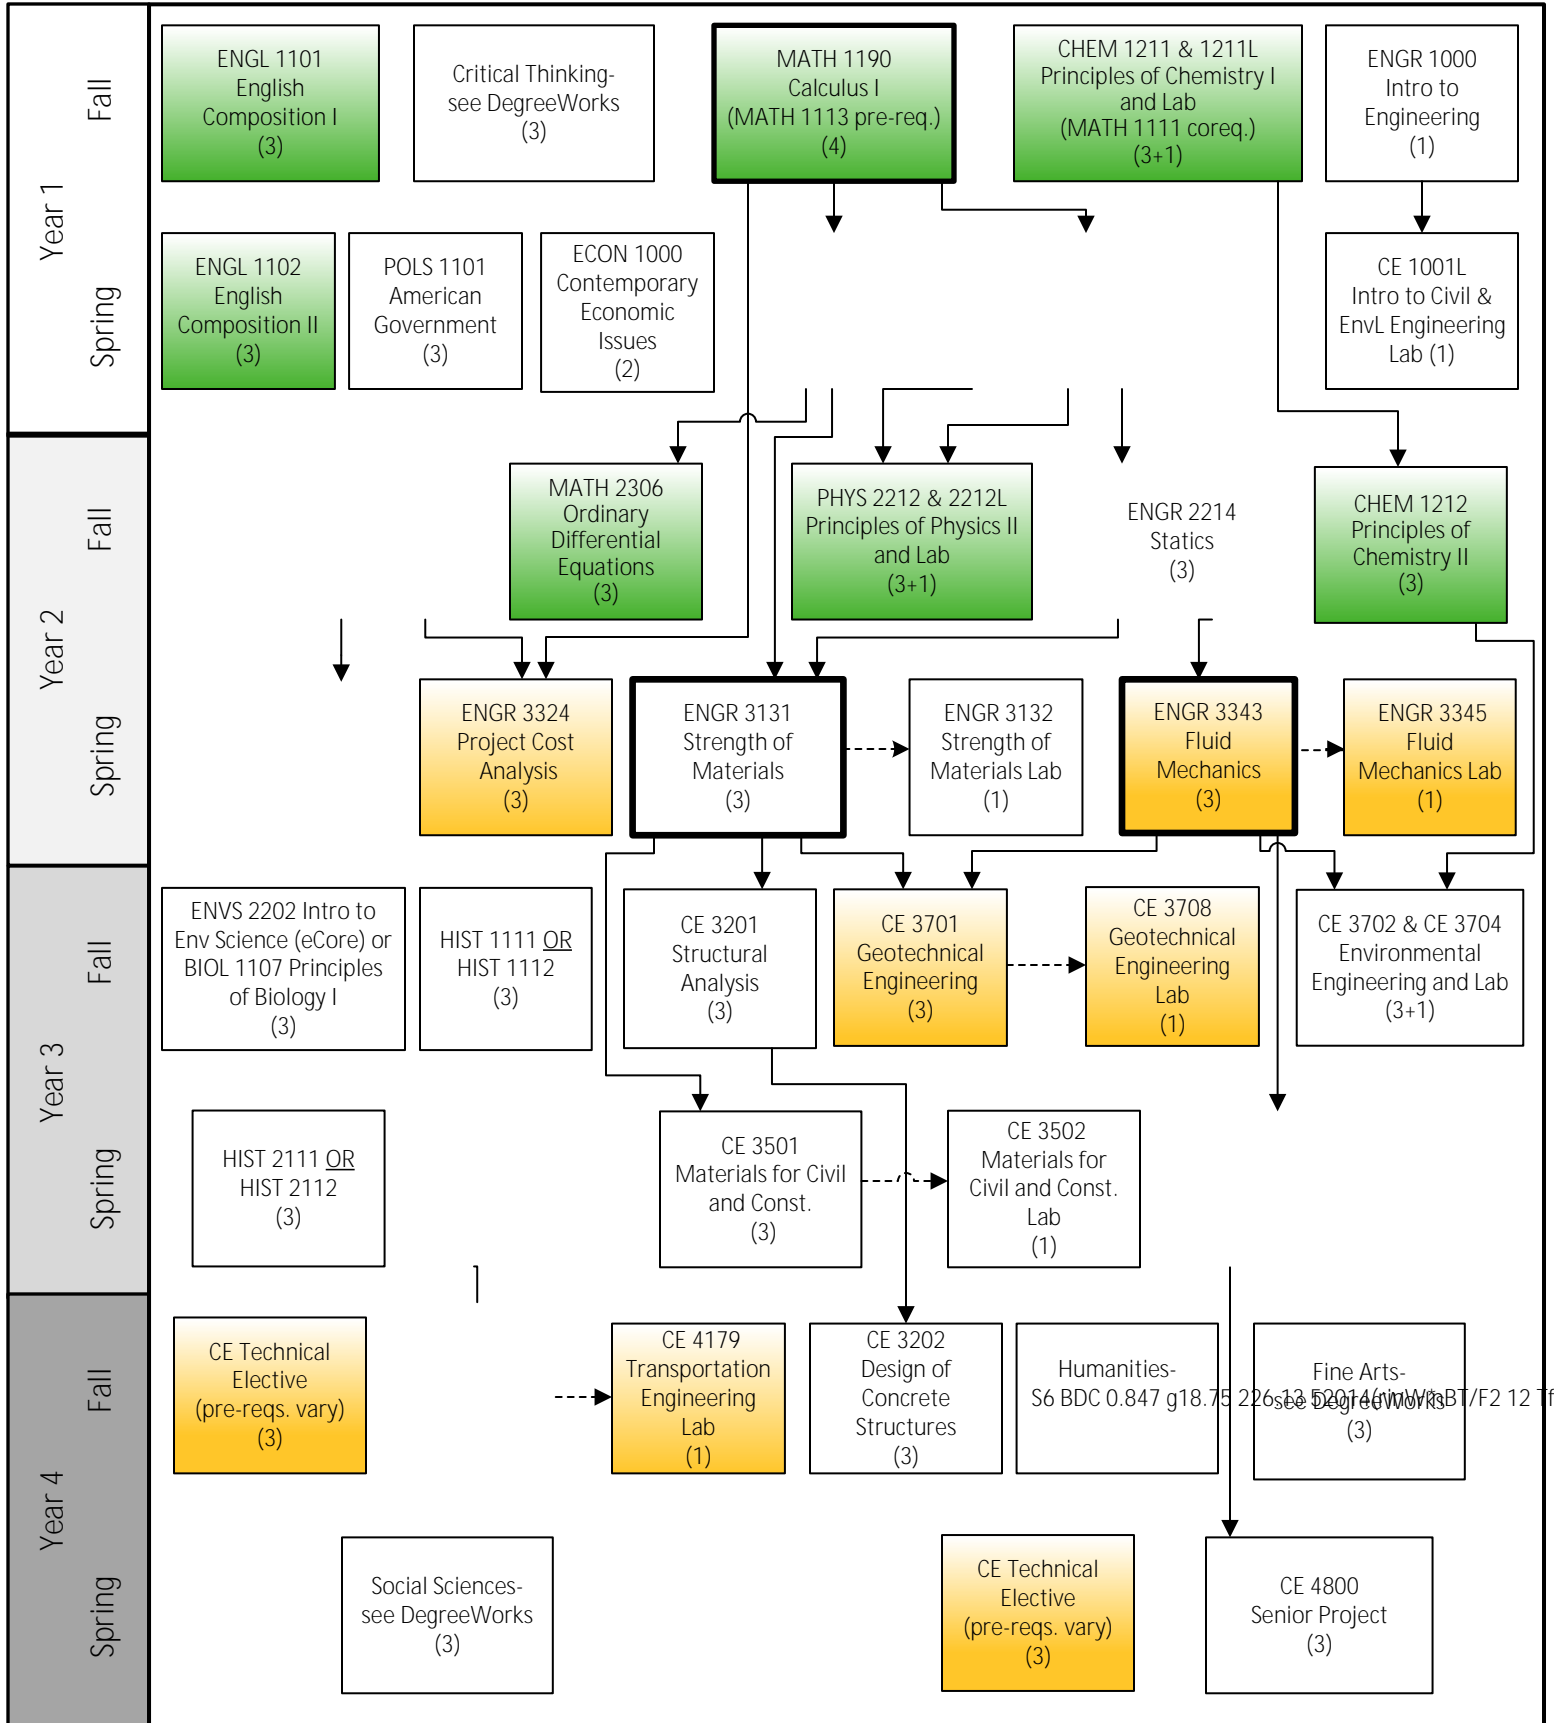 Year 1
Fall
ENGL 1101
English
Composition I
(3)
Critical Thinking-
see DegreeWorks
(3)
MATH 1190
Calculus I
(MATH 1113 pre-req.)
(4)
CHEM 1211 & 1211L
Principles of Chemistry I
and Lab
(MATH 1111 coreq.)
(3+1)
ENGR 1000
Intro to
Engineering
(1)
Spring
ENGL 1102
English
Composition II
(3)
POLS 1101
American
Government
(3)
ECON 1000
Contemporary
Economic
Issues
(2)
CE 1001L
Intro to Civil &
EnvL Engineering
Lab (1)
Year 2
Fall
MATH 2306
Ordinary
Differential
Equations
(3)
PHYS 2212 & 2212L
Principles of Physics II
and Lab
(3+1)
ENGR 2214
Statics
(3)
CHEM 1212
Principles of
Chemistry II
(3)
Spring
ENGR 3324
Project Cost
Analysis
(3)
ENGR 3131
Strength of
Materials
(3)
ENGR 3132
Strength of
Materials Lab
(1)
ENGR 3343
Fluid
Mechanics
(3)
ENGR 3345
Fluid
Mechanics Lab
(1)
Year 3
Fall
ENVS 2202 Intro to
Env Science (eCore) or
BIOL 1107 Principles
of Biology I
(3)
HIST 1111 OR
HIST 1112
(3)
CE 3201
Structural
Analysis
(3)
CE 3701
Geotechnical
Engineering
(3)
CE 3708
Geotechnical
Engineering
Lab
(1)
CE 3702 & CE 3704
Environmental
Engineering and Lab
(3+1)
Spring
HIST 2111 OR
HIST 2112
(3)
CE 3501
Materials for Civil
and Const.
(3)
CE 3502
Materials for
Civil and Const.
Lab
(1)
Year 4
Fall
CE Technical
Elective
(pre-reqs. vary)
(3)
CE 4179
Transportation
Engineering
Lab
(1)
CE 3202
Design of
Concrete
Structures
(3)
Humanities-
S6 BDC 0.847 g18.75 226.13 /F2 12 Tf
Fine Arts-
see DegreeWorks
(3)
Spring
Social Sciences-
see DegreeWorks
(3)
CE Technical
Elective
(pre-reqs. vary)
(3)
CE 4800
Senior Project
(3)